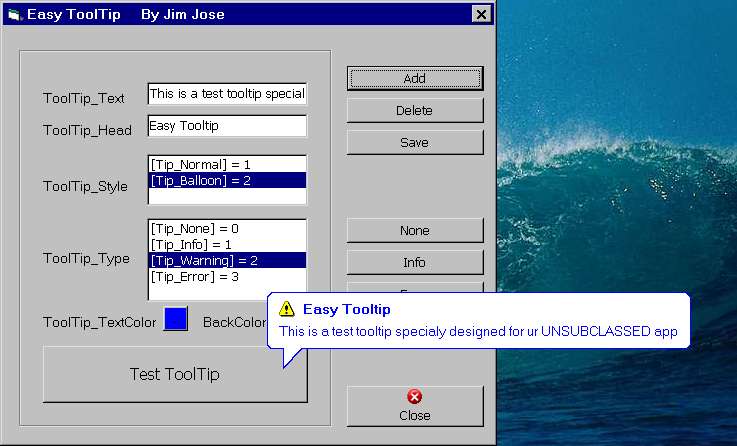 Easy ToolTip By Jim Jose
ToolTip_Text
This is a test tooltip special
ToolTip_Head
Easy Tooltip
ToolTip_Style
[Tip_Normal] = 1
[Tip_Balloon] = 2
ToolTip_Type
[Tip_None] = 0
[Tip_Info] = 1
[Tip_Warning] = 2
[Tip_Error] = 3
ToolTip_TextColor
BackColor
Test ToolTip
Add
Delete
Save
None
Info
Easy Tooltip
This is a test tooltip specialy designed for ur UNSUBCLASSED app
Close